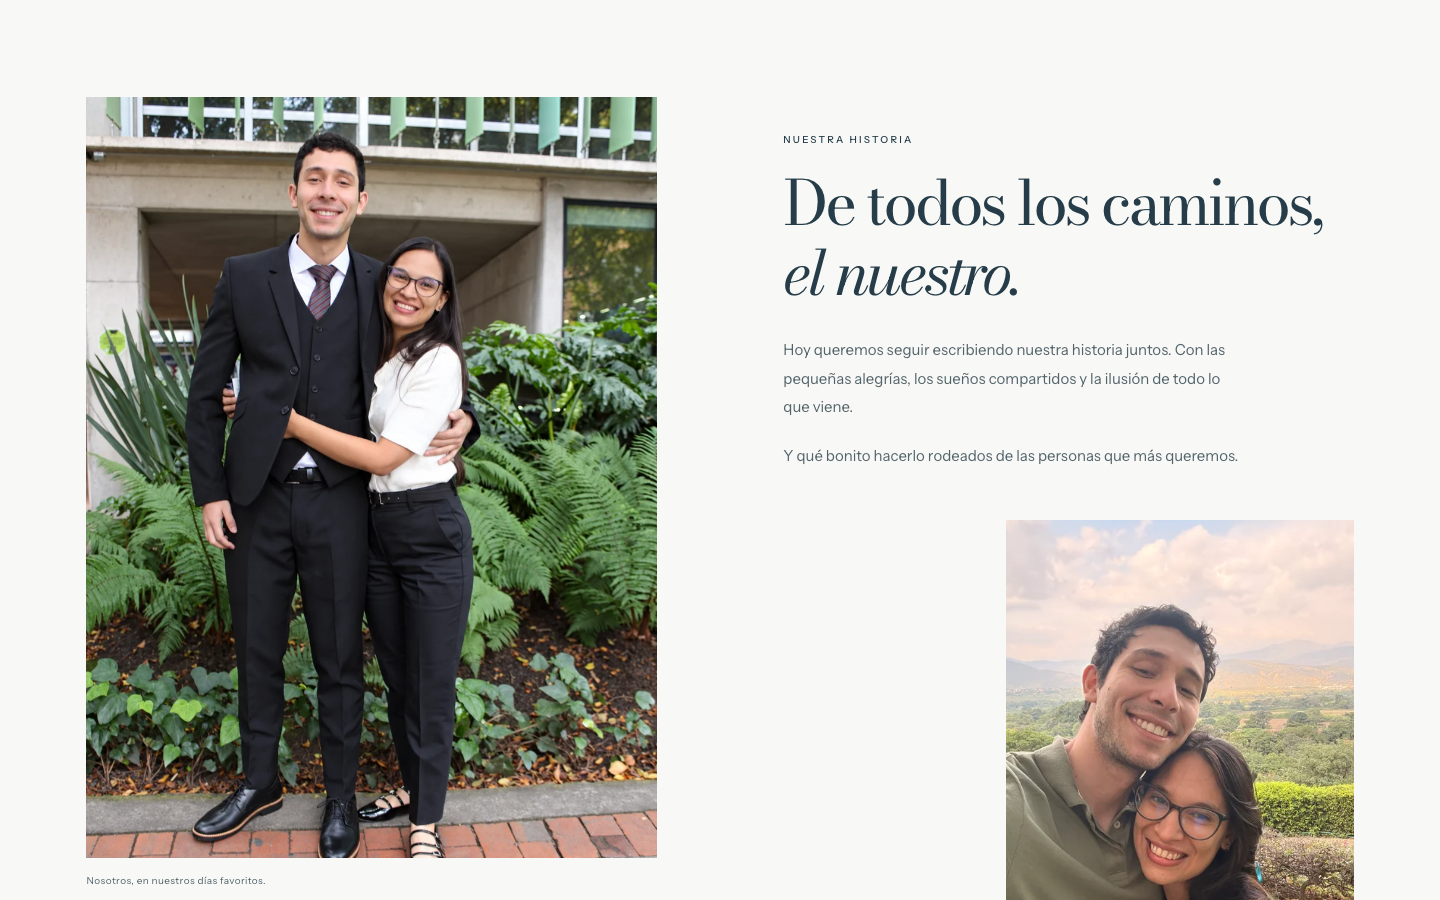 NUESTRA HISTORIA
De todos los caminos,
el nuestro.
Hoy queremos seguir escribiendo nuestra historia juntos. Con las
pequeñas alegrías, los sueños compartidos y la ilusión de todo lo
que viene.
Y qué bonito hacerlo rodeados de las personas que más queremos.
Nosotros, en nuestros días favoritos.